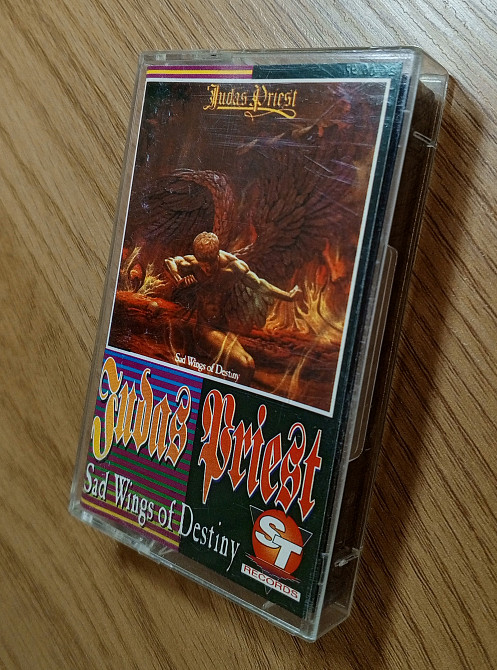 Judas Priest
Sad Wings of Destiny
Judas Priest
Sad Wings of Destiny
ST
RECORDS